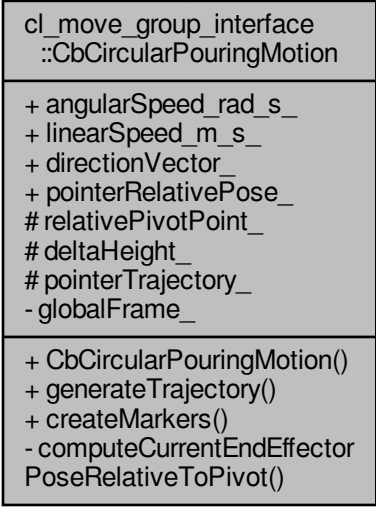 cl_move_group_interface
::CbCircularPouringMotion
+ angularSpeed_rad_s_
+ linearSpeed_m_s_
+ directionVector_
+ pointerRelativePose_
# relativePivotPoint_
# deltaHeight_
# pointerTrajectory_
- globalFrame_
+ CbCircularPouringMotion()
+ generateTrajectory()
+ createMarkers()
- computeCurrentEndEffector
PoseRelativeToPivot()